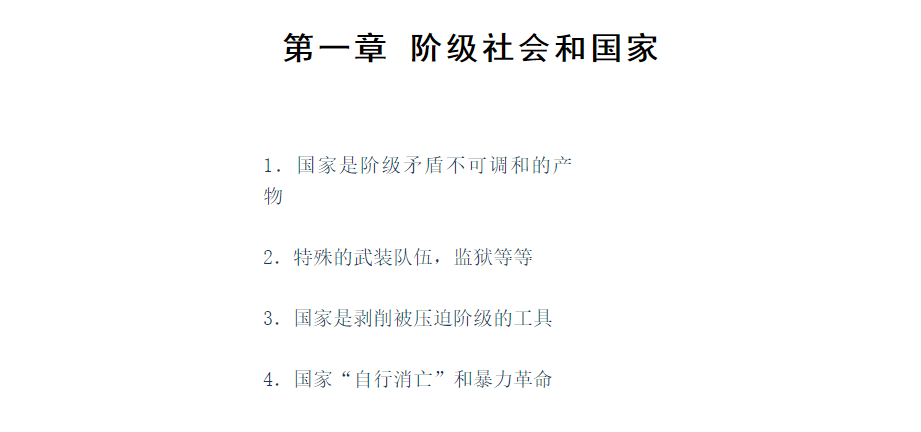 第一章 阶级社会和国家
1. 国家是阶级矛盾不可调和的产
物
2. 特殊的武装队伍，监狱等等
3. 国家是剥削被压迫阶级的工具
4. 国家“自行消亡”和暴力革命